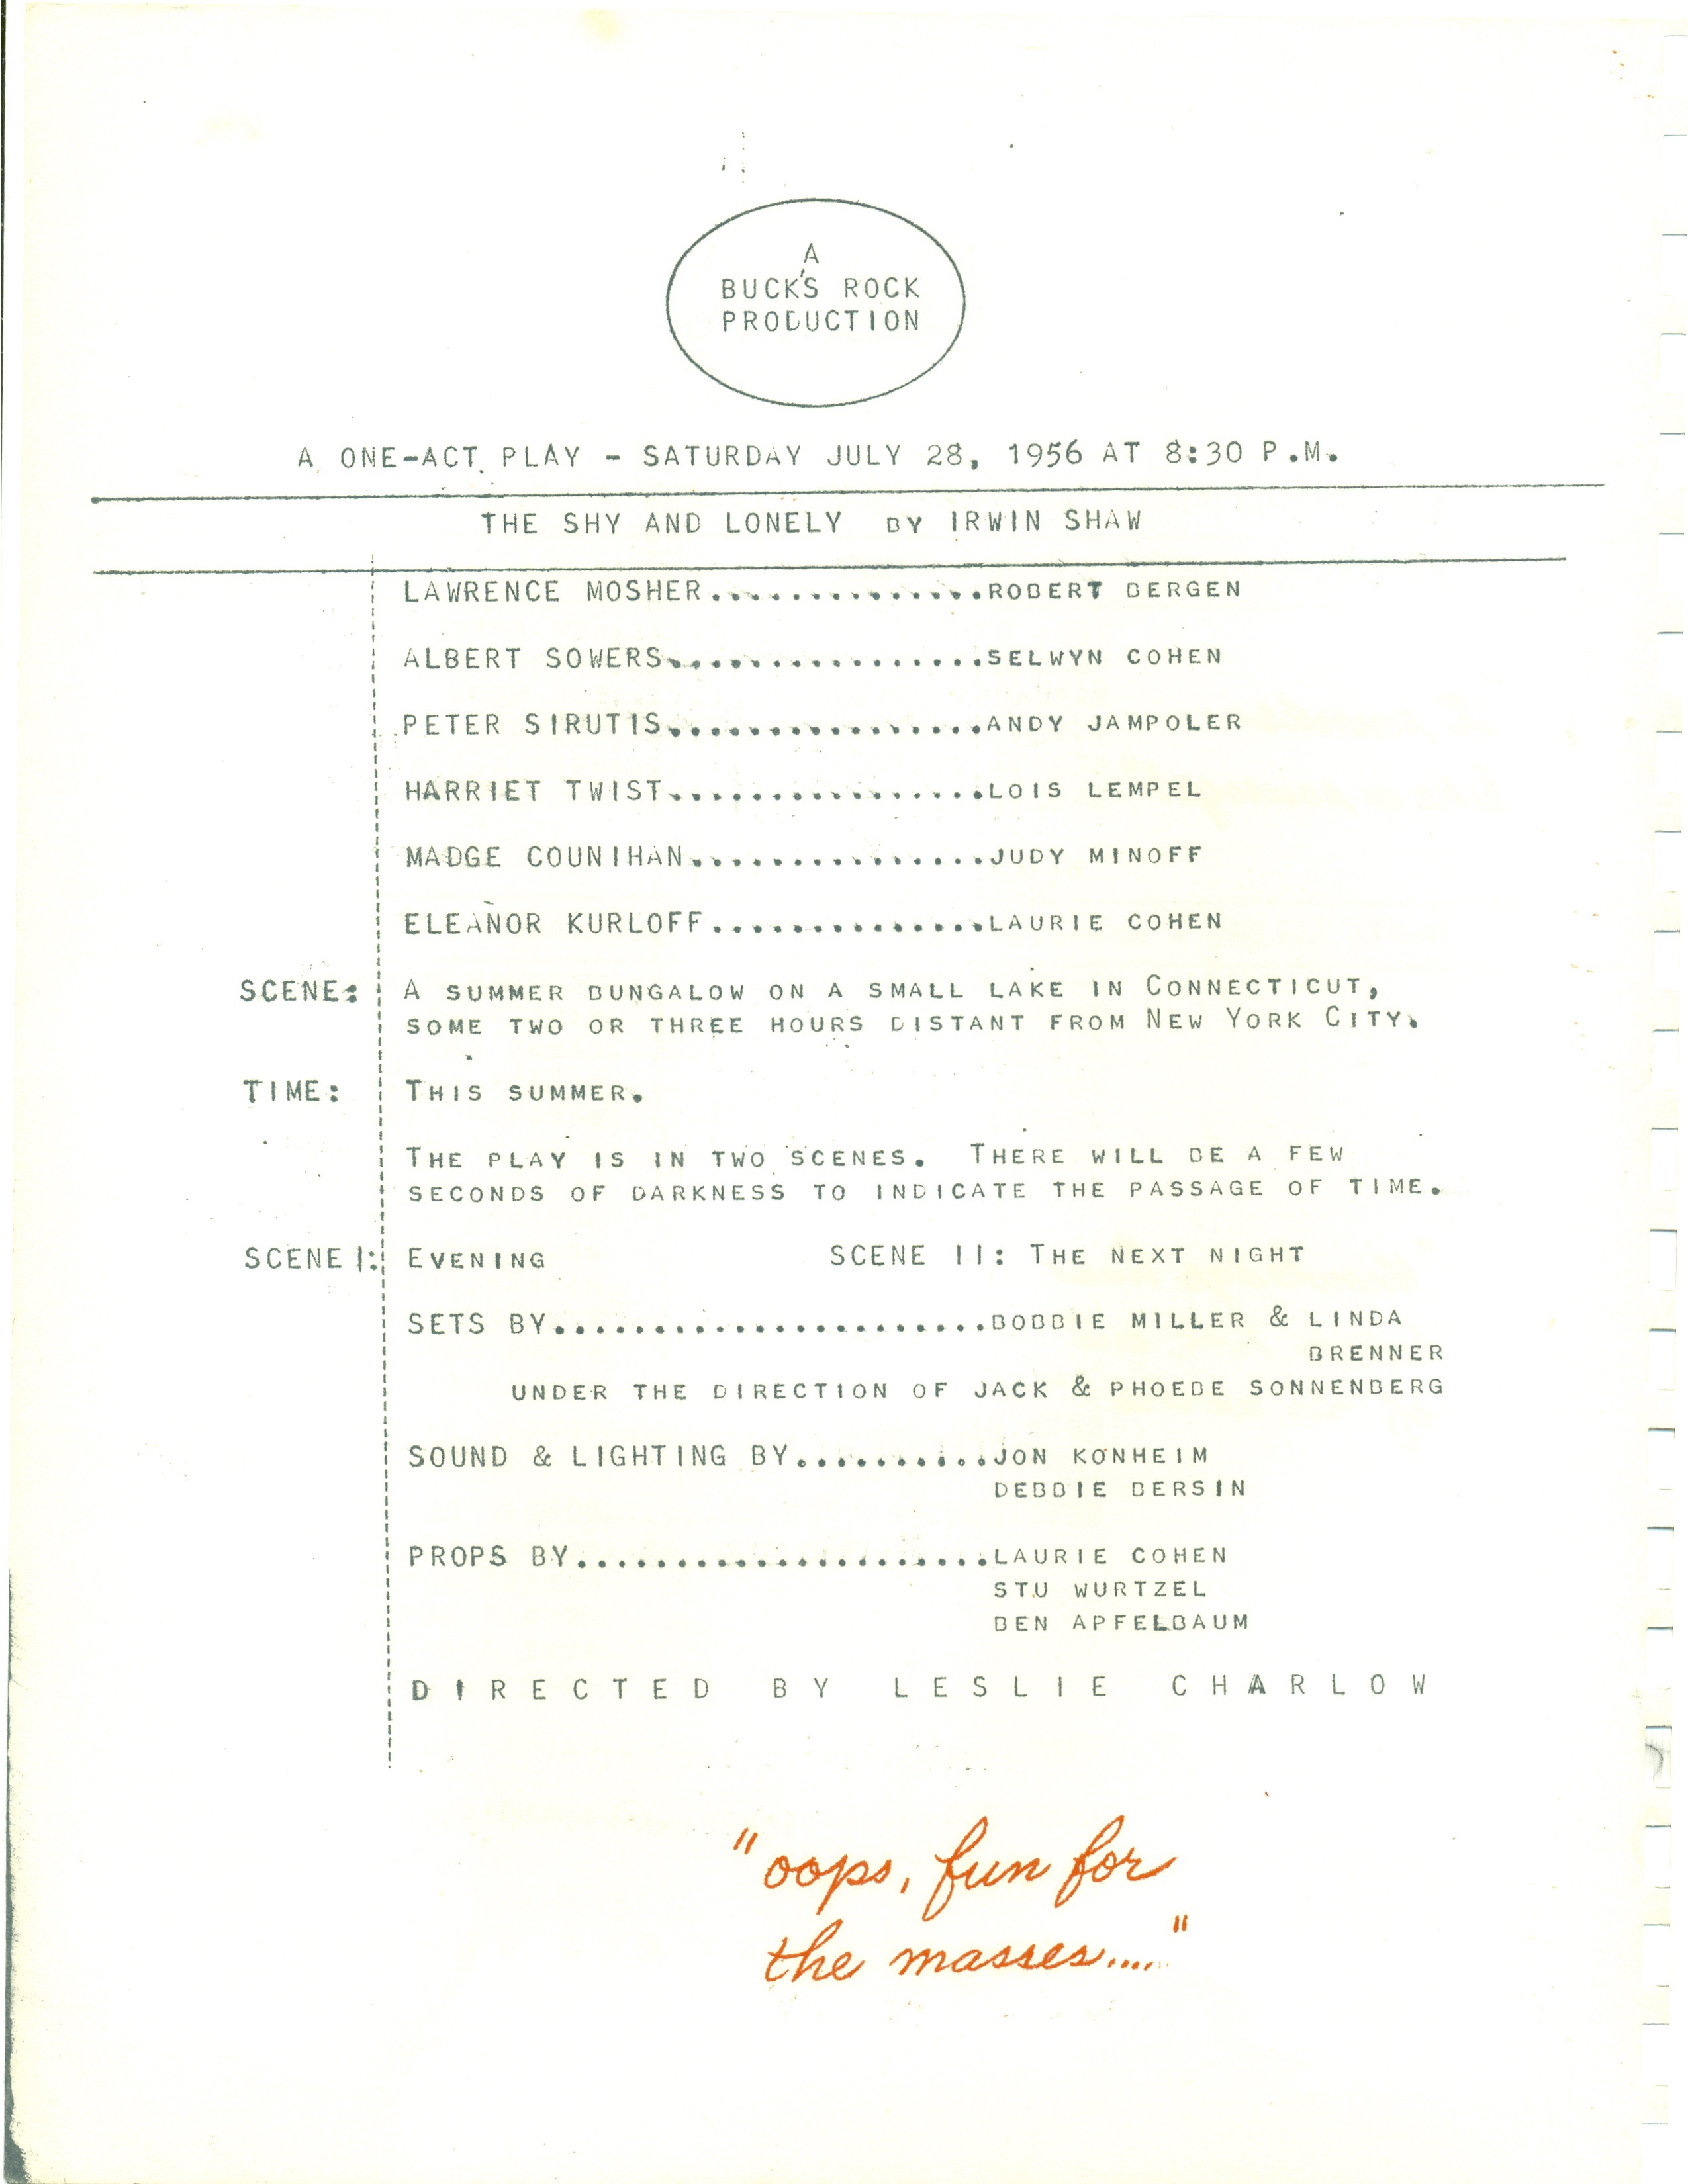 A
BUCK'S ROCK
PRODUCTION
A ONE-ACT PLAY - SATURDAY JULY 28, 1956 AT 8:30 P.M.
THE SHY AND LONELY BY IRWIN SHAW
LAWRENCE MOSHER..............ROBERT BERGEN
ALBERT SOWERS................SELWYN COHEN
PETER SIRUTIS................ANDY JAMPOLER
HARRIET TWIST................LOIS LEMPEL
MADGE COUNIHAN...............JUDY MINOFF
ELEANOR KURLOFF..............LAURIE COHEN
SCENE: A SUMMER BUNGALOW ON A SMALL LAKE IN CONNECTICUT,
SOME TWO OR THREE HOURS DISTANT FROM NEW YORK CITY.
TIME: THIS SUMMER.
THE PLAY IS IN TWO SCENES. THERE WILL BE A FEW
SECONDS OF DARKNESS TO INDICATE THE PASSAGE OF TIME.
SCENE I: EVENING SCENE II: THE NEXT NIGHT
SETS BY......................BOBBIE MILLER & LINDA
BRENNER
UNDER THE DIRECTION OF JACK & PHOEBE SONNENBERG
SOUND & LIGHTING BY..........JON KONHEIM
DEBBIE BERSIN
PROPS BY.....................LAURIE COHEN
STU WURTZEL
BEN APFELBAUM
DIRECTED BY LESLIE CHARLOW
"oops, fun for
the masses....."